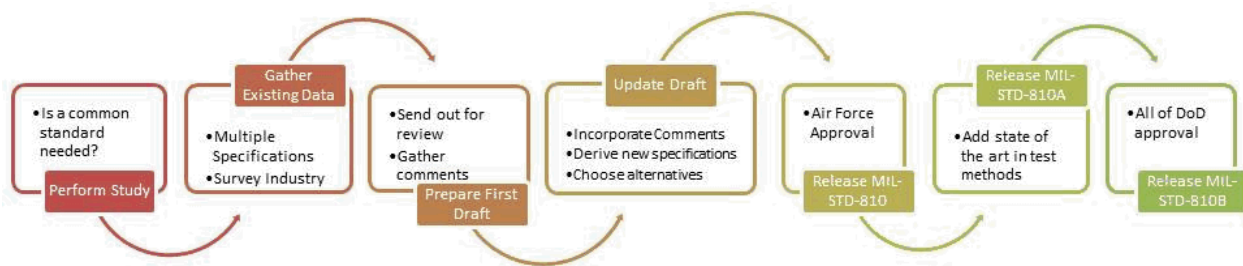 • Is a common
standard
needed?
Perform Study
Gather
Existing Data
• Multiple
Specifications
• Survey Industry
• Send out for
review
• Gather
comments
Prepare First
Draft
Update Draft
• Incorporate Comments
• Derive new specifications
• Choose alternatives
• Air Force
Approval
Release MIL-
STD-810
Release MIL-
STD-810A
• Add state of
the art in test
methods
• All of DoD
approval
Release MIL-
STD-810B